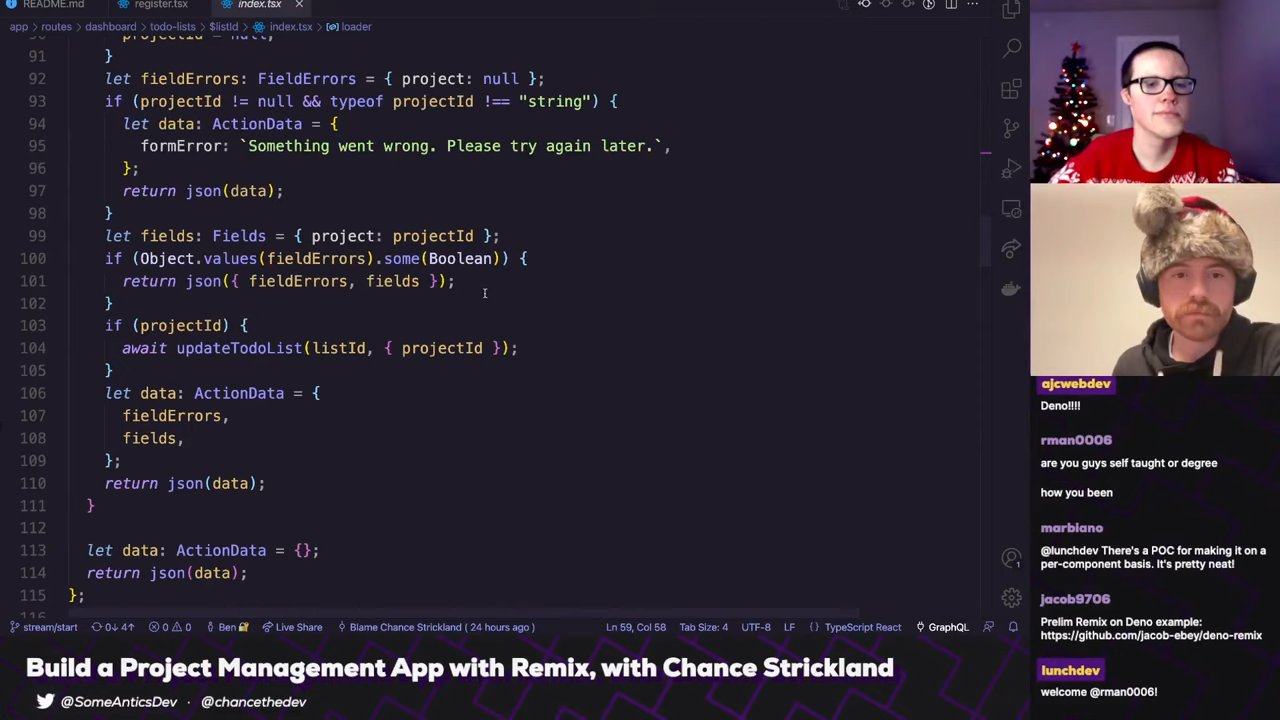 README.md register.tsx index.tsx
app > routes > dashboard > todo-lists > $listId > index.tsx > loader
90 projectId = null;
91 }
92 let fieldErrors: FieldErrors = { project: null };
93 if (projectId != null && typeof projectId !== "string") {
94 let data: ActionData = {
95 formError: `Something went wrong. Please try again later.`,
96 };
97 return json(data);
98 }
99 let fields: Fields = { project: projectId };
100 if (Object.values(fieldErrors).some(Boolean)) {
101 return json({ fieldErrors, fields });
102 }
103 if (projectId) {
104 await updateTodoList(listId, { projectId });
105 }
106 let data: ActionData = {
107 fieldErrors,
108 fields,
109 };
110 return json(data);
111 }
112
113 let data: ActionData = {};
114 return json(data);
115 };
116
stream/start 0↓ 4↑ 0 0 Ben Live Share Blame Chance Strickland ( 24 hours ago ) Ln 59, Col 58 Tab Size: 4 UTF-8 LF TypeScript React GraphQL
ajcwebdev
Deno!!!!
rman0006
are you guys self taught or degree
how you been
marbiano
@lunchdev There's a POC for making it on a
per-component basis. It's pretty neat!
jacob9706
Prelim Remix on Deno example:
https://github.com/jacob-ebey/deno-remix
lunchdev
welcome @rman0006!
Build a Project Management App with Remix, with Chance Strickland
@SomeAnticsDev @chancethedev